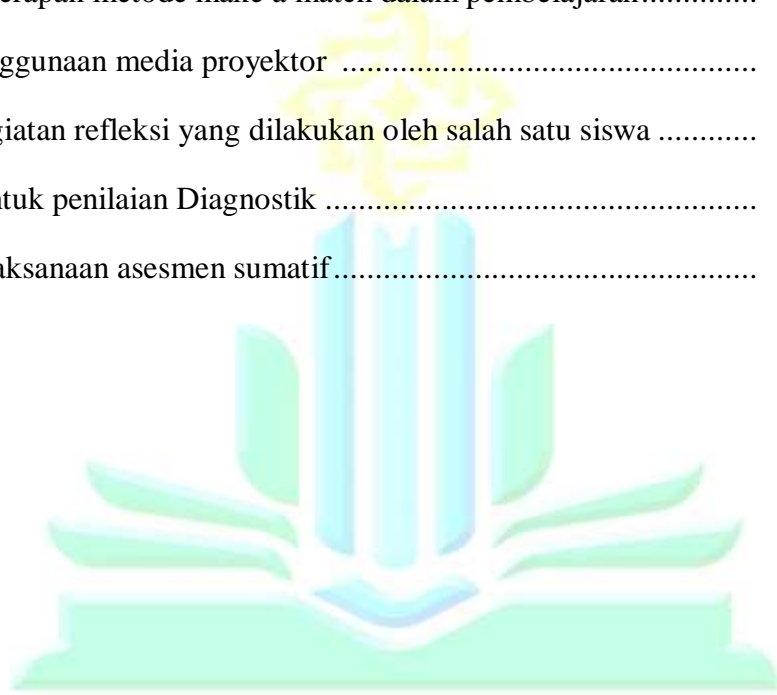 erapan metode make a match dalam pembelajaran.............
ggunaan media proyektor ..................................................
giatan refleksi yang dilakukan oleh salah satu siswa ............
ntuk penilaian Diagnostik ....................................................
aksanaan asesmen sumatif...................................................